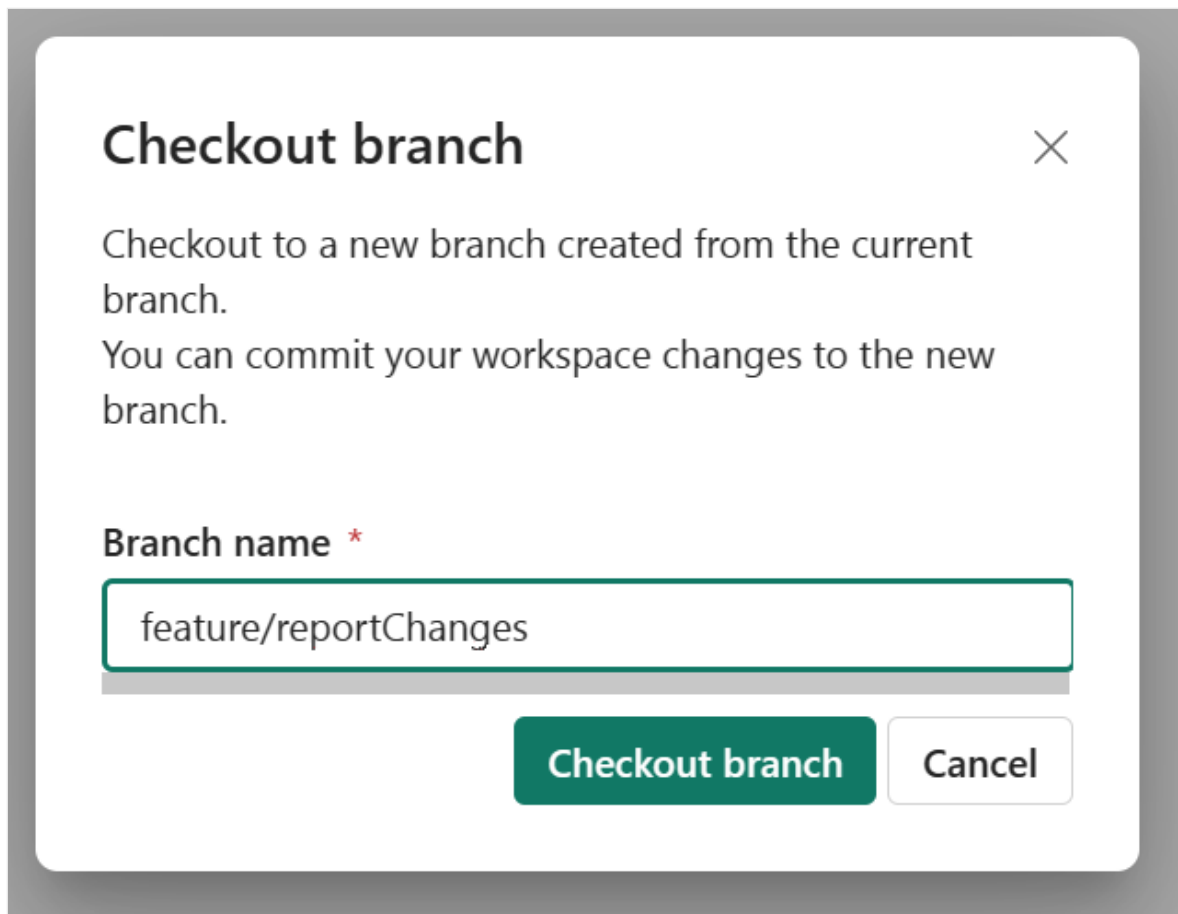 Checkout branch
Checkout to a new branch created from the current
branch.
You can commit your workspace changes to the new
branch.
Branch name *
feature/reportChanges
Checkout branch Cancel